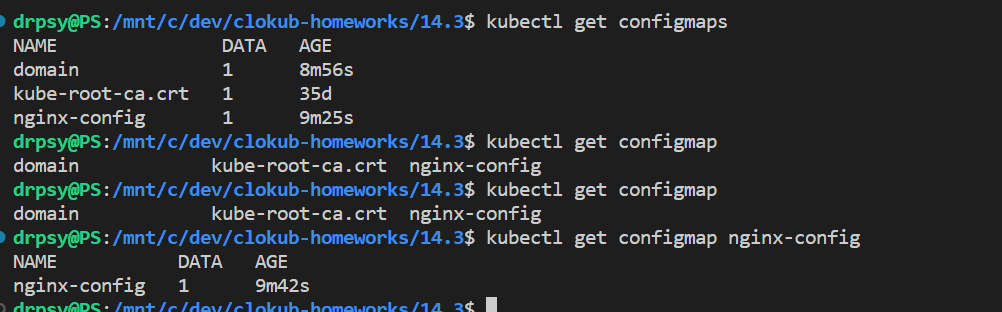 drpsy@PS:/mnt/c/dev/clokub-homeworks/14.3$ kubectl get configmaps
NAME               DATA   AGE
domain             1      8m56s
kube-root-ca.crt   1      35d
nginx-config       1      9m25s
drpsy@PS:/mnt/c/dev/clokub-homeworks/14.3$ kubectl get configmap
domain            kube-root-ca.crt  nginx-config
drpsy@PS:/mnt/c/dev/clokub-homeworks/14.3$ kubectl get configmap
domain            kube-root-ca.crt  nginx-config
drpsy@PS:/mnt/c/dev/clokub-homeworks/14.3$ kubectl get configmap nginx-config
NAME           DATA   AGE
nginx-config   1      9m42s
drpsy@PS:/mnt/c/dev/clokub-homeworks/14.3$